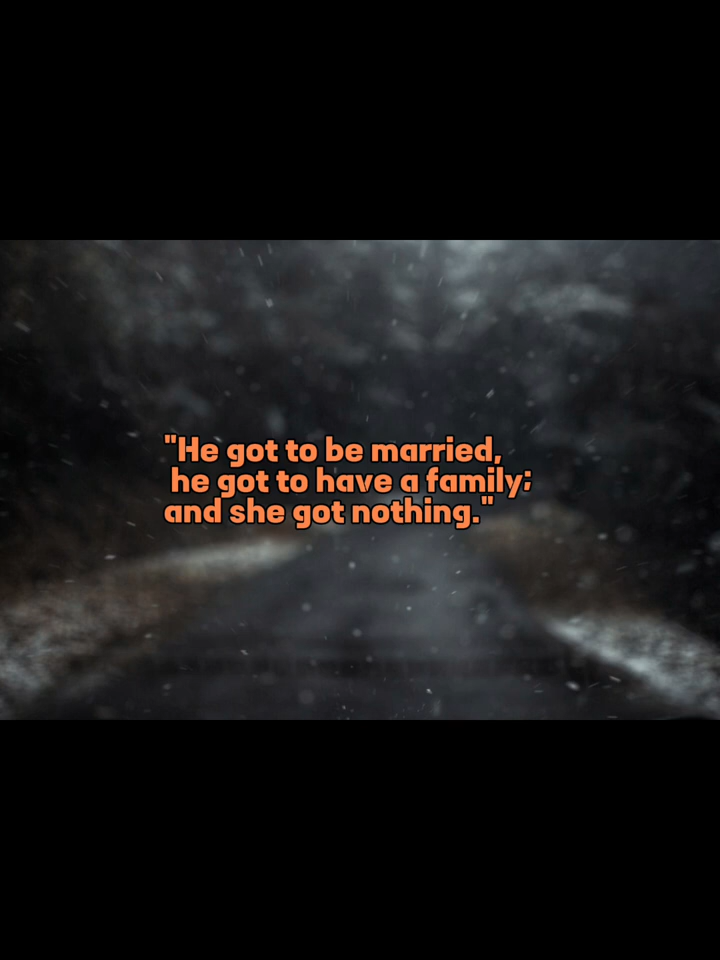 "He got to be married,
he got to have a family;
and she got nothing."